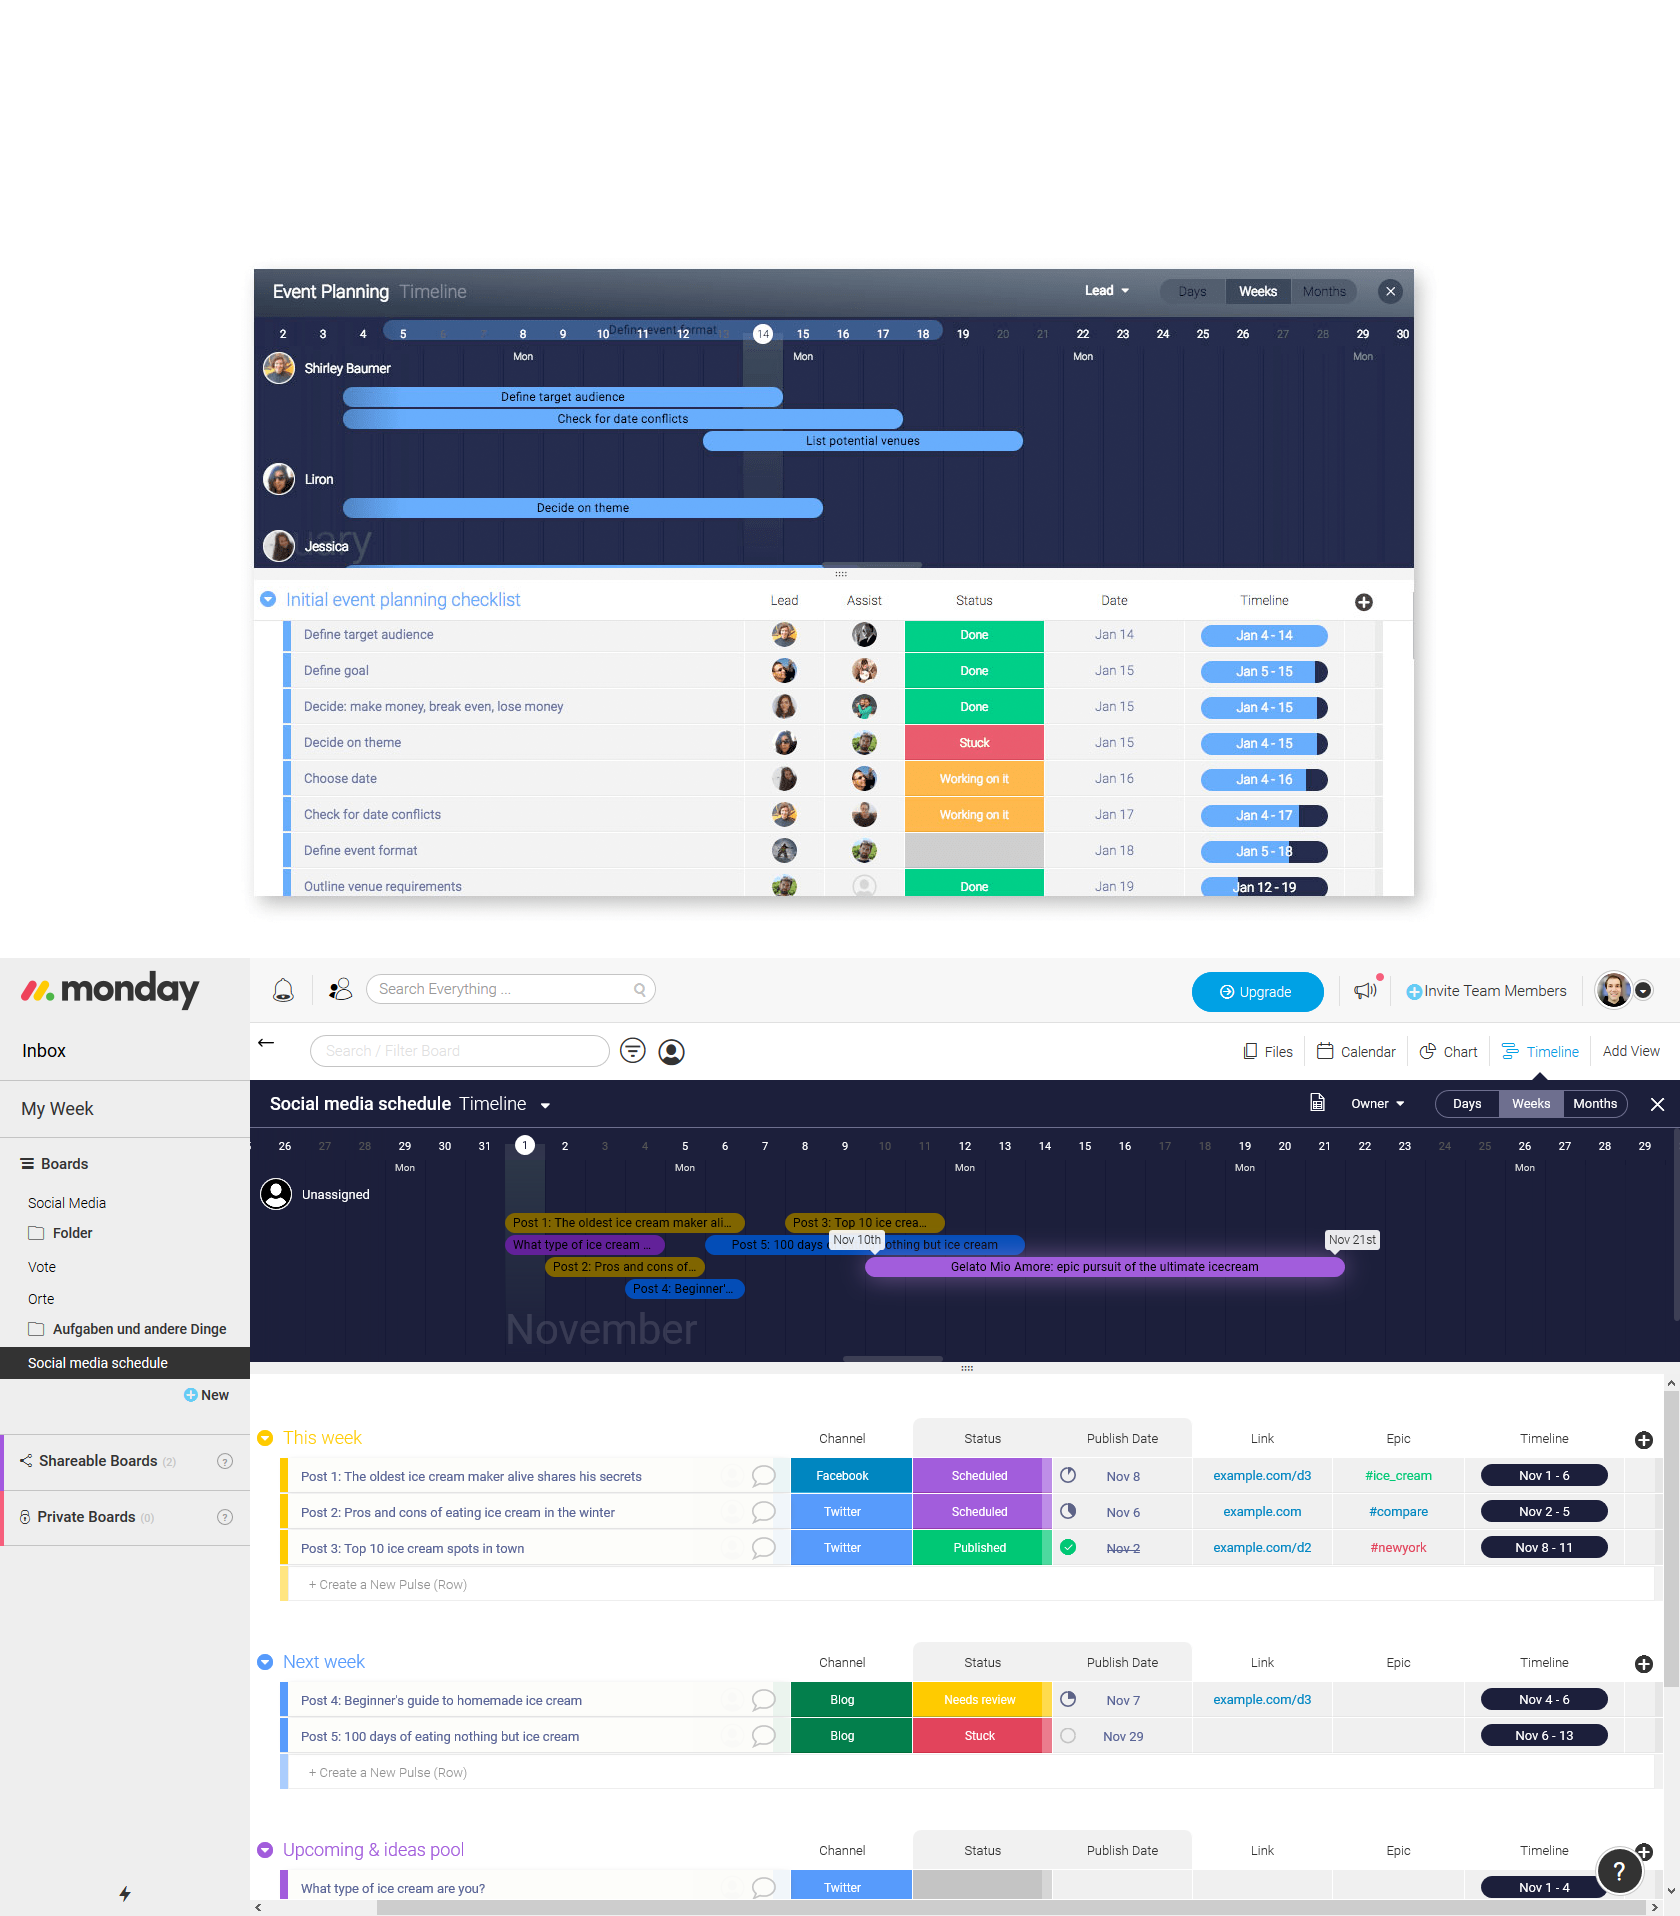 Event Planning Timeline Lead Days Weeks Months
Define event format
2 3 4 5 6 7 8 9 10 11 12 13 14 15 16 17 18 19 20 21 22 23 24 25 26 27 28 29 30
Mon Mon Mon Mon
Shirley Baumer
Define target audience
Check for date conflicts
List potential venues
Liron
Decide on theme
uary
Jessica
Initial event planning checklist Lead Assist Status Date Timeline
Define target audience Done Jan 14 Jan 4 - 14
Define goal Done Jan 15 Jan 5 - 15
Decide: make money, break even, lose money Done Jan 15 Jan 4 - 15
Decide on theme Stuck Jan 15 Jan 4 - 15
Choose date Working on it Jan 16 Jan 4 - 16
Check for date conflicts Working on it Jan 17 Jan 4 - 17
Define event format Jan 18 Jan 5 - 18
Outline venue requirements Done Jan 19 Jan 12 - 19
monday
Search Everything ... Upgrade Invite Team Members
Inbox
Search / Filter Board Files Calendar Chart Timeline Add View
My Week
Boards
Social Media
Folder
Vote
Orte
Aufgaben und andere Dinge
Social media schedule
New
Shareable Boards (2) ?
Private Boards (0) ?
Social media schedule Timeline Owner Days Weeks Months
26 27 28 29 30 31 1 2 3 4 5 6 7 8 9 10 11 12 13 14 15 16 17 18 19 20 21 22 23 24 25 26 27 28 29
Mon Mon Mon Mon Mon
Unassigned
Post 1: The oldest ice cream maker ali... Post 3: Top 10 ice crea...
Nov 10th Nov 21st
What type of ice cream ... Post 5: 100 days othing but ice cream
Post 2: Pros and cons of... Gelato Mio Amore: epic pursuit of the ultimate icecream
Post 4: Beginner'...
November
This week Channel Status Publish Date Link Epic Timeline
Post 1: The oldest ice cream maker alive shares his secrets Facebook Scheduled Nov 8 example.com/d3 #ice_cream Nov 1 - 6
Post 2: Pros and cons of eating ice cream in the winter Twitter Scheduled Nov 6 example.com #compare Nov 2 - 5
Post 3: Top 10 ice cream spots in town Twitter Published Nov 2 example.com/d2 #newyork Nov 8 - 11
+ Create a New Pulse (Row)
Next week Channel Status Publish Date Link Epic Timeline
Post 4: Beginner's guide to homemade ice cream Blog Needs review Nov 7 example.com/d3 Nov 4 - 6
Post 5: 100 days of eating nothing but ice cream Blog Stuck Nov 29 Nov 6 - 13
+ Create a New Pulse (Row)
Upcoming & ideas pool Channel Status Publish Date Link Epic Timeline
What type of ice cream are you? Twitter Nov 1 - 4
?